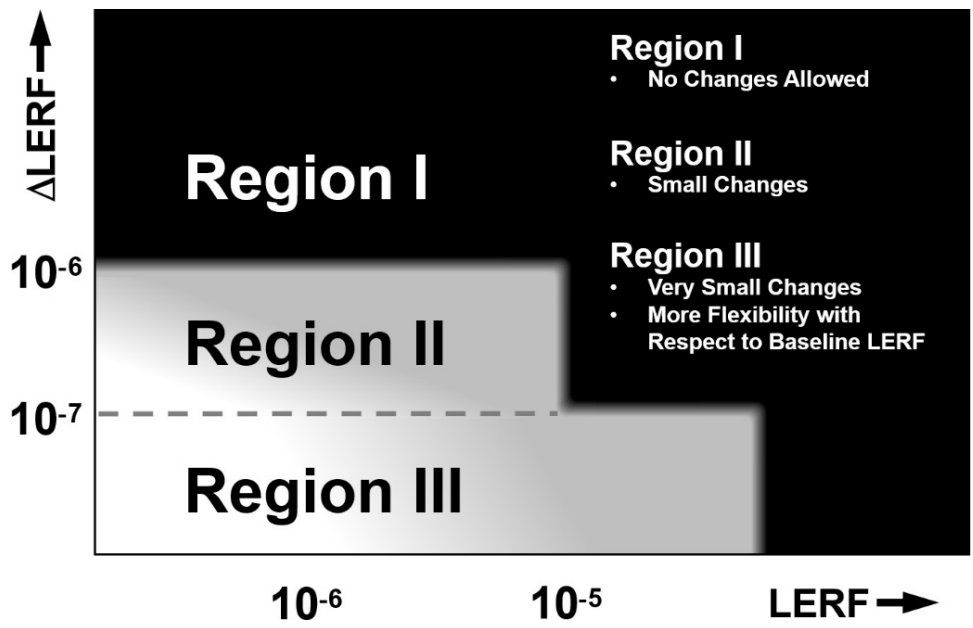 ΔLERF
Region I
• No Changes Allowed
Region II
• Small Changes
Region III
• Very Small Changes
• More Flexibility with
Respect to Baseline LERF
Region I
10-6
Region II
10-7
Region III
10-6
10-5
LERF